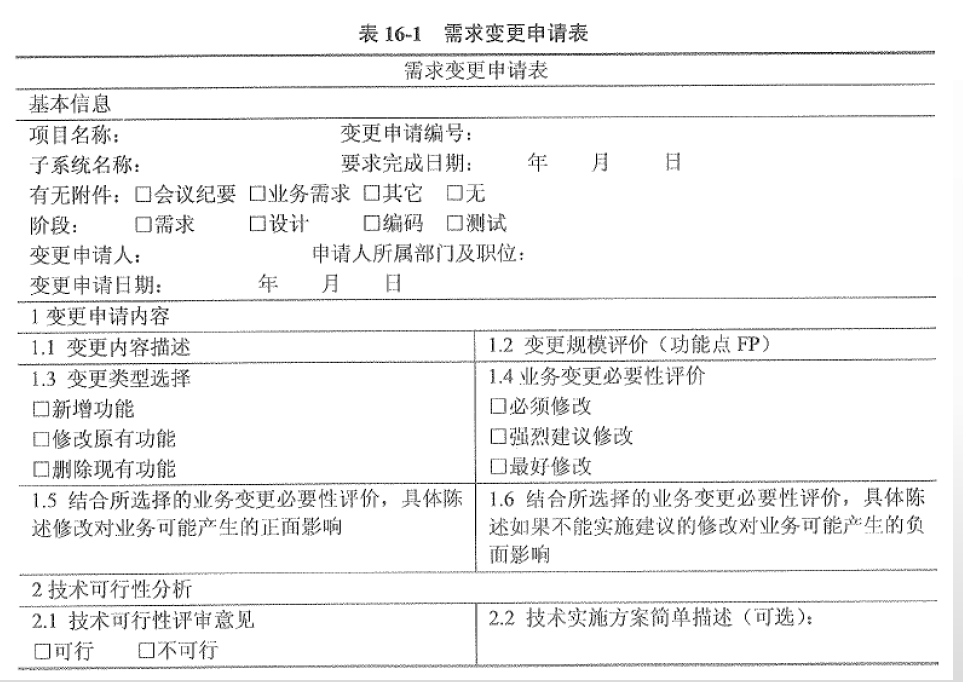 表 16-1 需求变更申请表
需求变更申请表
基本信息
项目名称： 变更申请编号：
子系统名称： 要求完成日期： 年 月 日
有无附件：□会议纪要 □业务需求 □其它 □无
阶段： □需求 □设计 □编码 □测试
变更申请人： 申请人所属部门及职位：
变更申请日期： 年 月 日
1 变更申请内容
1.1 变更内容描述
1.2 变更规模评价（功能点 FP）
1.3 变更类型选择
□新增功能
□修改原有功能
□删除现有功能
1.4 业务变更必要性评价
□必须修改
□强烈建议修改
□最好修改
1.5 结合所选择的业务变更必要性评价，具体陈
述修改对业务可能产生的正面影响
1.6 结合所选择的业务变更必要性评价，具体陈
述如果不能实施建议的修改对业务可能产生的负
面影响
2 技术可行性分析
2.1 技术可行性评审意见
□可行 □不可行
2.2 技术实施方案简单描述（可选）：